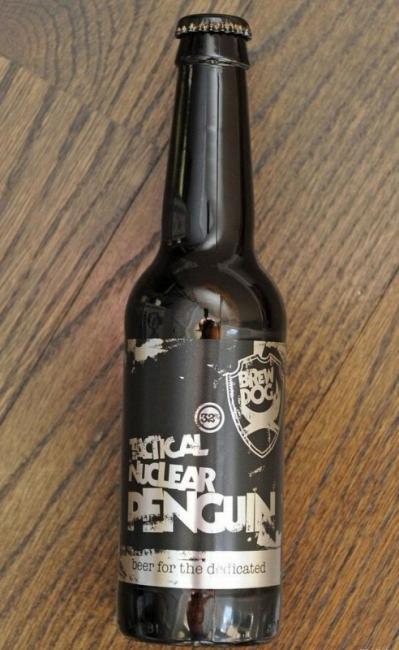 BREW
DOG
32%
TACTICAL
NUCLEAR
PENGUIN
beer for the dedicated